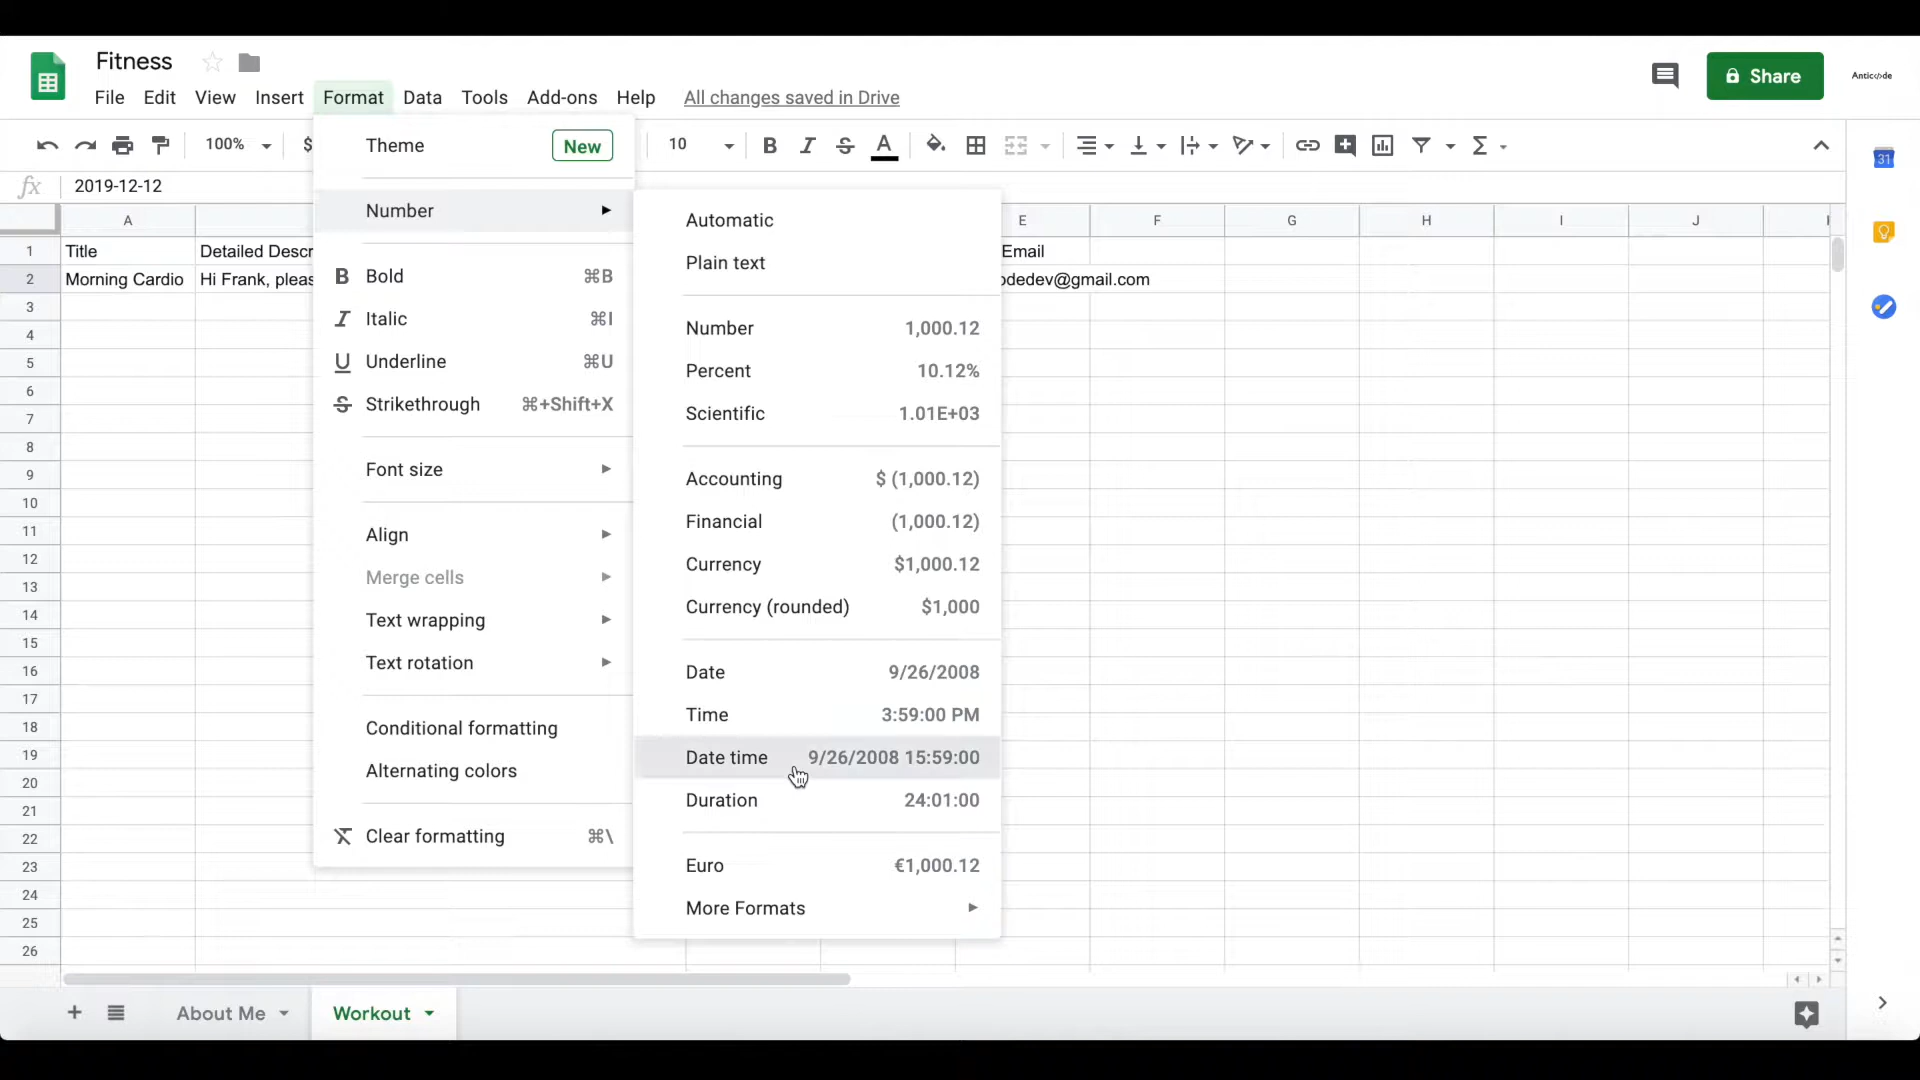 Fitness
File Edit View Insert Format Data Tools Add-ons Help All changes saved in Drive
Share
Anticode
100% $ 10 B I S A Σ
31
fx 2019-12-12
A E F G H I J
1 Title Detailed Descr Email
2 Morning Cardio Hi Frank, pleas odedev@gmail.com
3
4
5
6
7
8
9
10
11
12
13
14
15
16
17
18
19
20
21
22
23
24
25
26
Theme New
Number
B Bold ⌘B
I Italic ⌘I
U Underline ⌘U
S Strikethrough ⌘+Shift+X
Font size
Align
Merge cells
Text wrapping
Text rotation
Conditional formatting
Alternating colors
Clear formatting ⌘\
Automatic
Plain text
Number 1,000.12
Percent 10.12%
Scientific 1.01E+03
Accounting $ (1,000.12)
Financial (1,000.12)
Currency $1,000.12
Currency (rounded) $1,000
Date 9/26/2008
Time 3:59:00 PM
Date time 9/26/2008 15:59:00
Duration 24:01:00
Euro €1,000.12
More Formats
About Me Workout